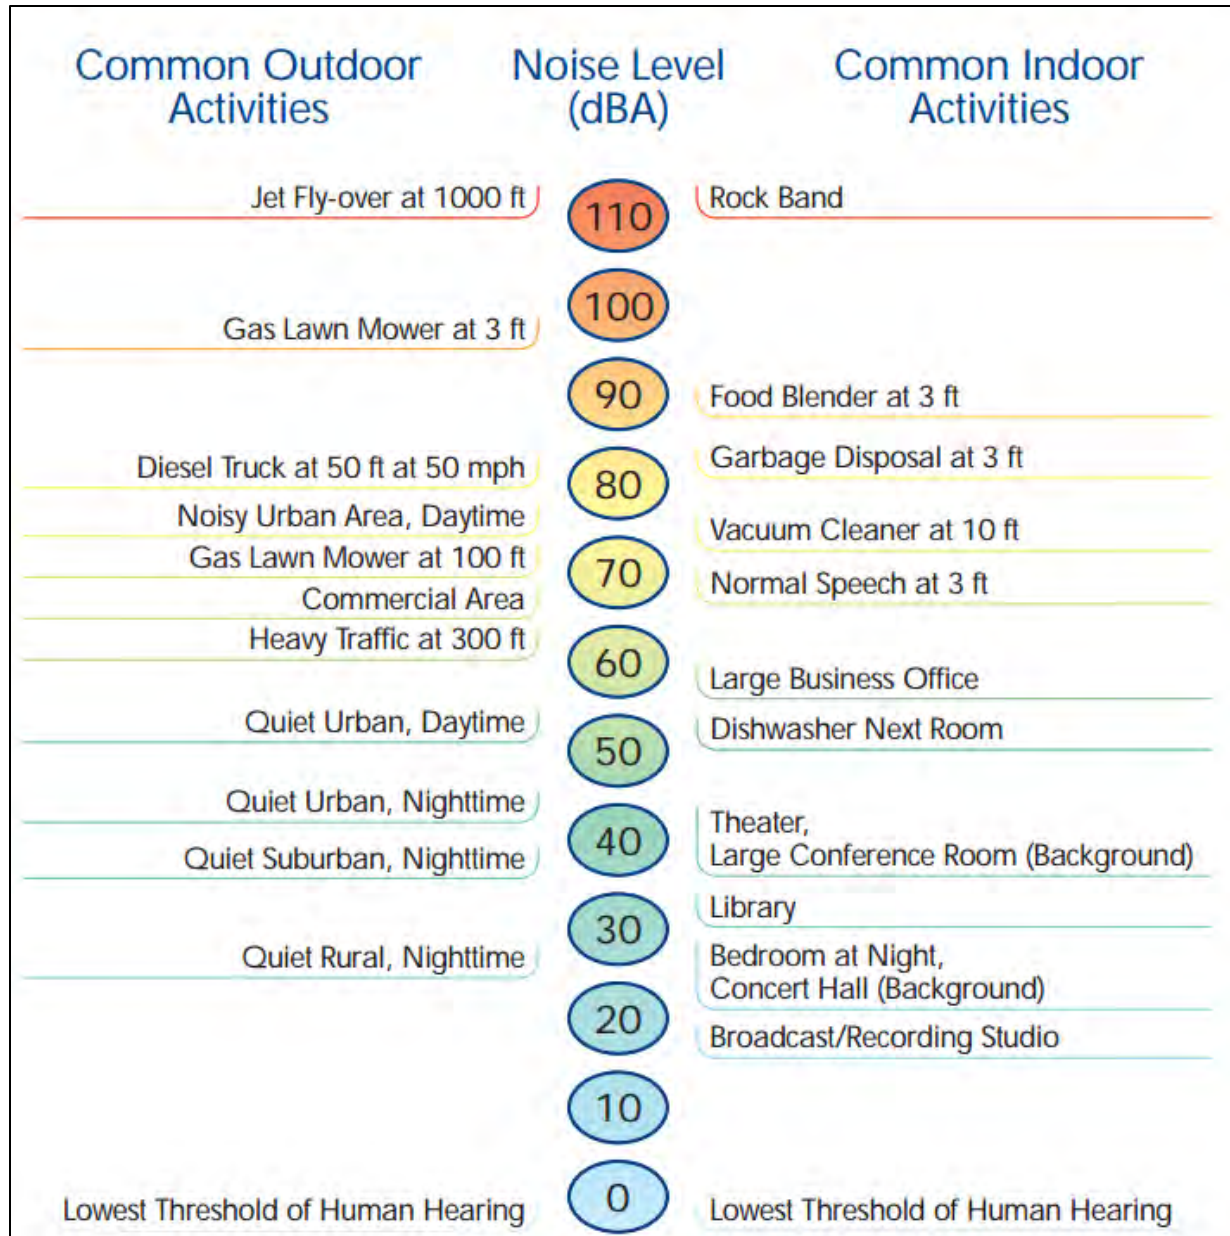 Common Outdoor
Activities
Noise Level
(dBA)
Common Indoor
Activities
Jet Fly-over at 1000 ft
110
Rock Band
100
Gas Lawn Mower at 3 ft
90
Food Blender at 3 ft
Diesel Truck at 50 ft at 50 mph
80
Garbage Disposal at 3 ft
Noisy Urban Area, Daytime
Vacuum Cleaner at 10 ft
Gas Lawn Mower at 100 ft
70
Normal Speech at 3 ft
Commercial Area
Heavy Traffic at 300 ft
60
Large Business Office
Quiet Urban, Daytime
50
Dishwasher Next Room
Quiet Urban, Nighttime
40
Theater,
Large Conference Room (Background)
Quiet Suburban, Nighttime
Library
30
Quiet Rural, Nighttime
Bedroom at Night,
Concert Hall (Background)
20
Broadcast/Recording Studio
10
Lowest Threshold of Human Hearing
0
Lowest Threshold of Human Hearing